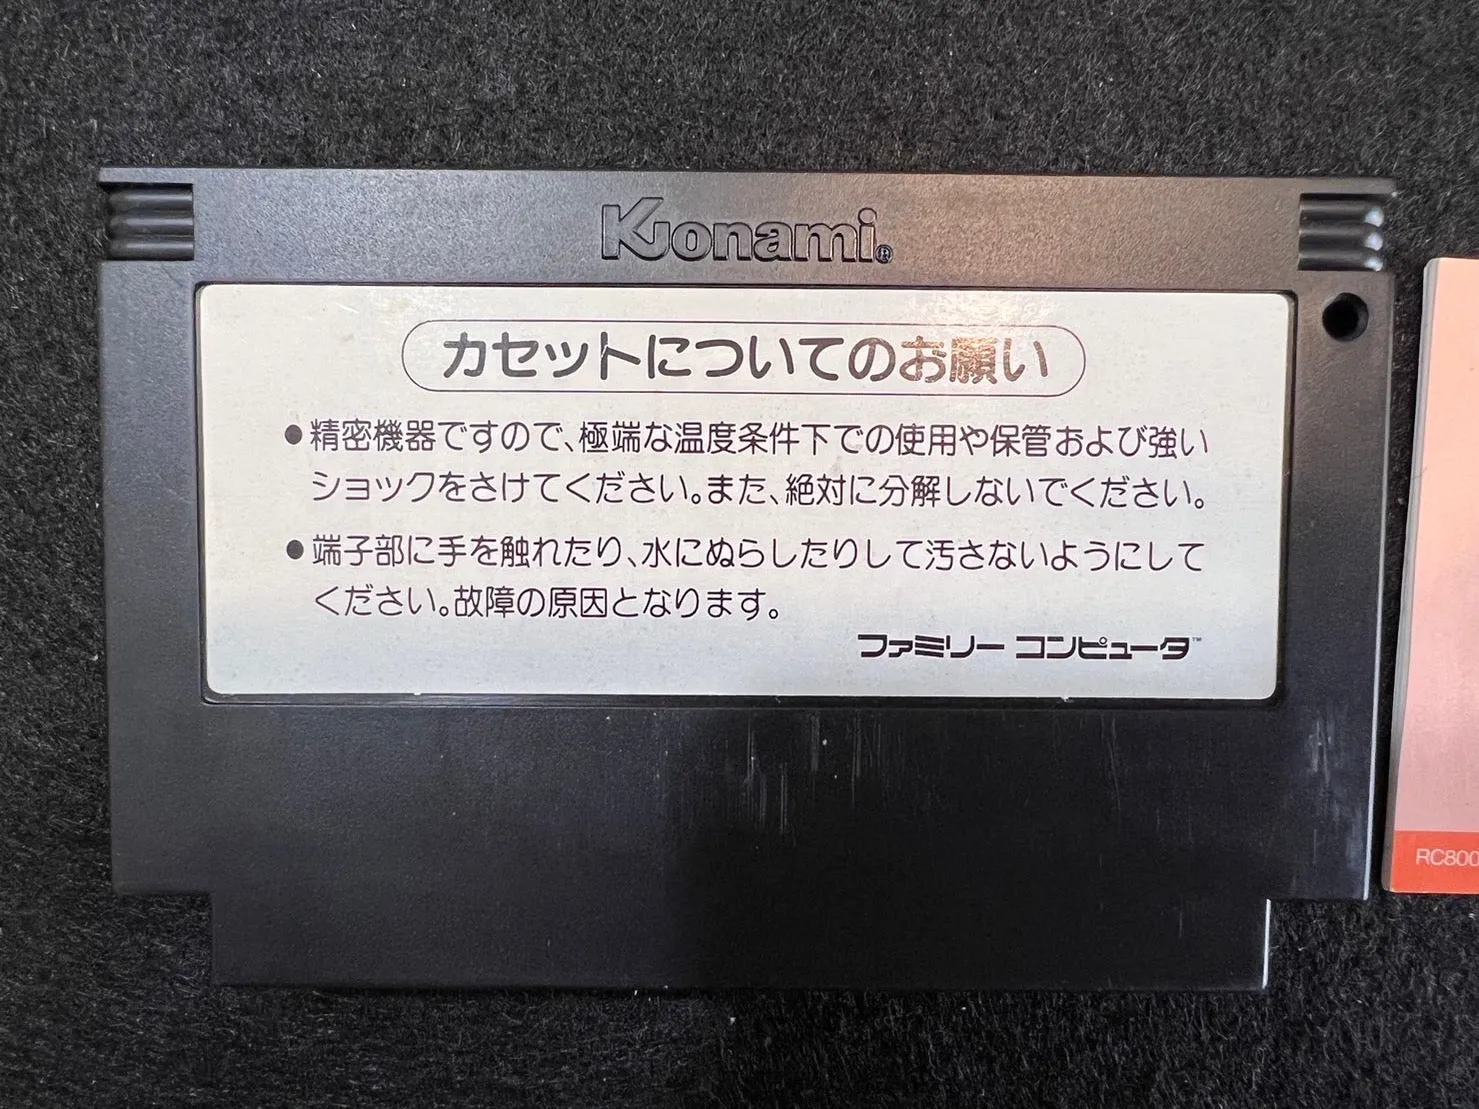 Konami®
カセットについてのお願い
●精密機器ですので、極端な温度条件下での使用や保管および強い
ショックをさけてください。また、絶対に分解しないでください。
●端子部に手を触れたり、水にぬらしたりして汚さないようにして
ください。故障の原因となります。
ファミリー コンピュータ™
RC800